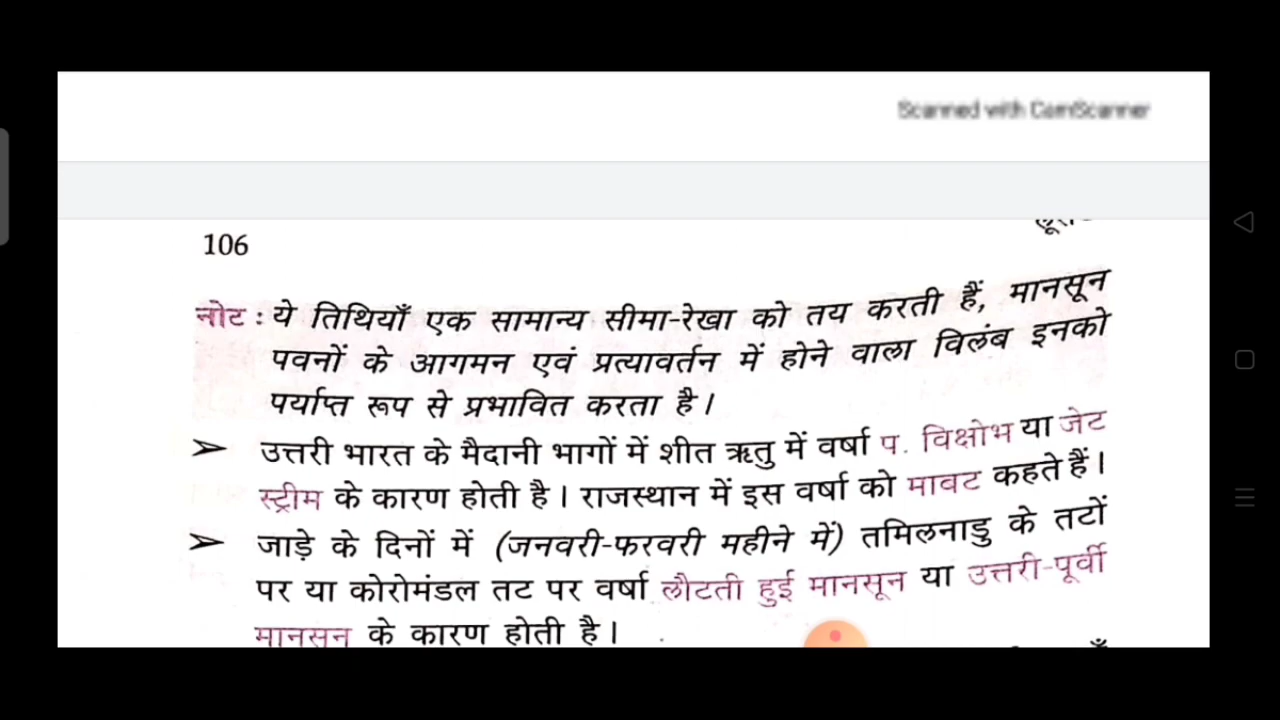 Scanned with CamScanner
106
नोट : ये तिथियाँ एक सामान्य सीमा-रेखा को तय करती हैं, मानसून
पवनों के आगमन एवं प्रत्यावर्तन में होने वाला विलंब इनको
पर्याप्त रूप से प्रभावित करता है।
➢ उत्तरी भारत के मैदानी भागों में शीत ऋतु में वर्षा प. विक्षोभ या जेट
स्ट्रीम के कारण होती है। राजस्थान में इस वर्षा को मावट कहते हैं।
➢ जाड़े के दिनों में (जनवरी-फरवरी महीने में) तमिलनाडु के तटों
पर या कोरोमंडल तट पर वर्षा लौटती हुई मानसून या उत्तरी-पूर्वी
मानसून के कारण होती है।